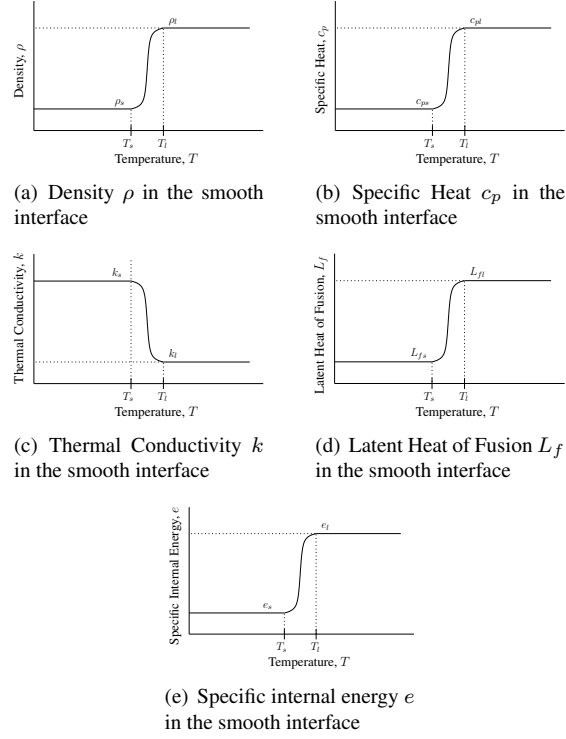 Density, ρ
ρ_l
ρ_s
T_s T_l
Temperature, T
(a) Density ρ in the smooth
interface
Specific Heat, c_p
c_pl
c_ps
T_s T_l
Temperature, T
(b) Specific Heat c_p in the
smooth interface
Thermal Conductivity, k
k_s
k_l
T_s T_l
Temperature, T
(c) Thermal Conductivity k
in the smooth interface
Latent Heat of Fusion, L_f
L_fl
L_fs
T_s T_l
Temperature, T
(d) Latent Heat of Fusion L_f
in the smooth interface
Specific Internal Energy, e
e_l
e_s
T_s T_l
Temperature, T
(e) Specific internal energy e
in the smooth interface